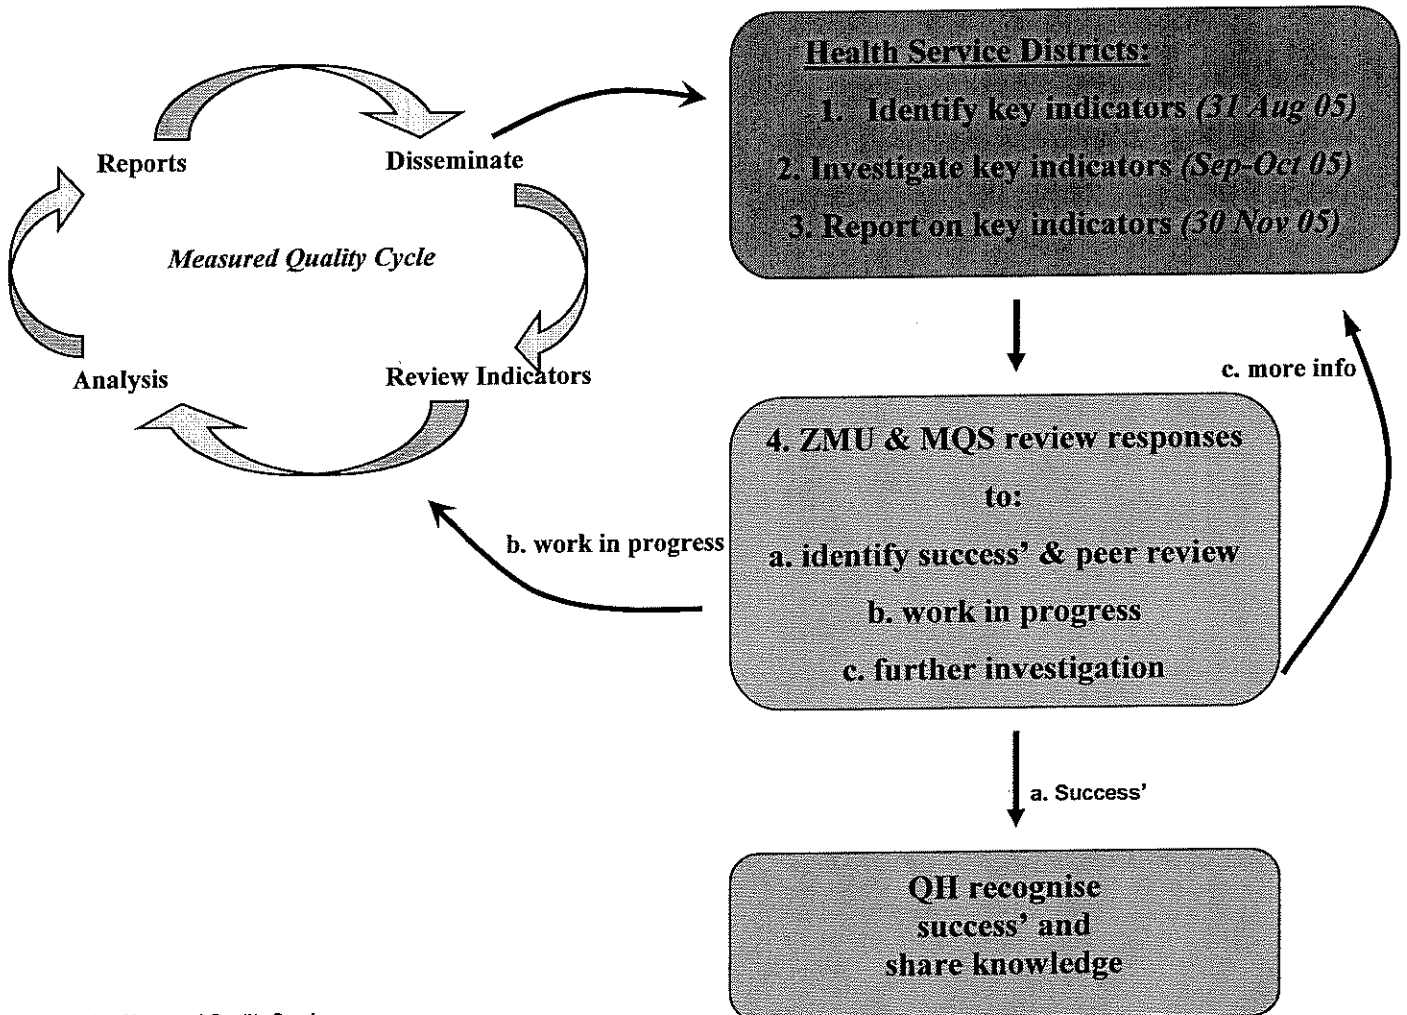 Reports
Disseminate
Measured Quality Cycle
Analysis
Review Indicators
Health Service Districts:
1. Identify key indicators (31 Aug 05)
2. Investigate key indicators (Sep-Oct 05)
3. Report on key indicators (30 Nov 05)
c. more info
4. ZMU & MQS review responses
to:
a. identify success’ & peer review
b. work in progress
c. further investigation
b. work in progress
a. Success’
QH recognise
success’ and
share knowledge